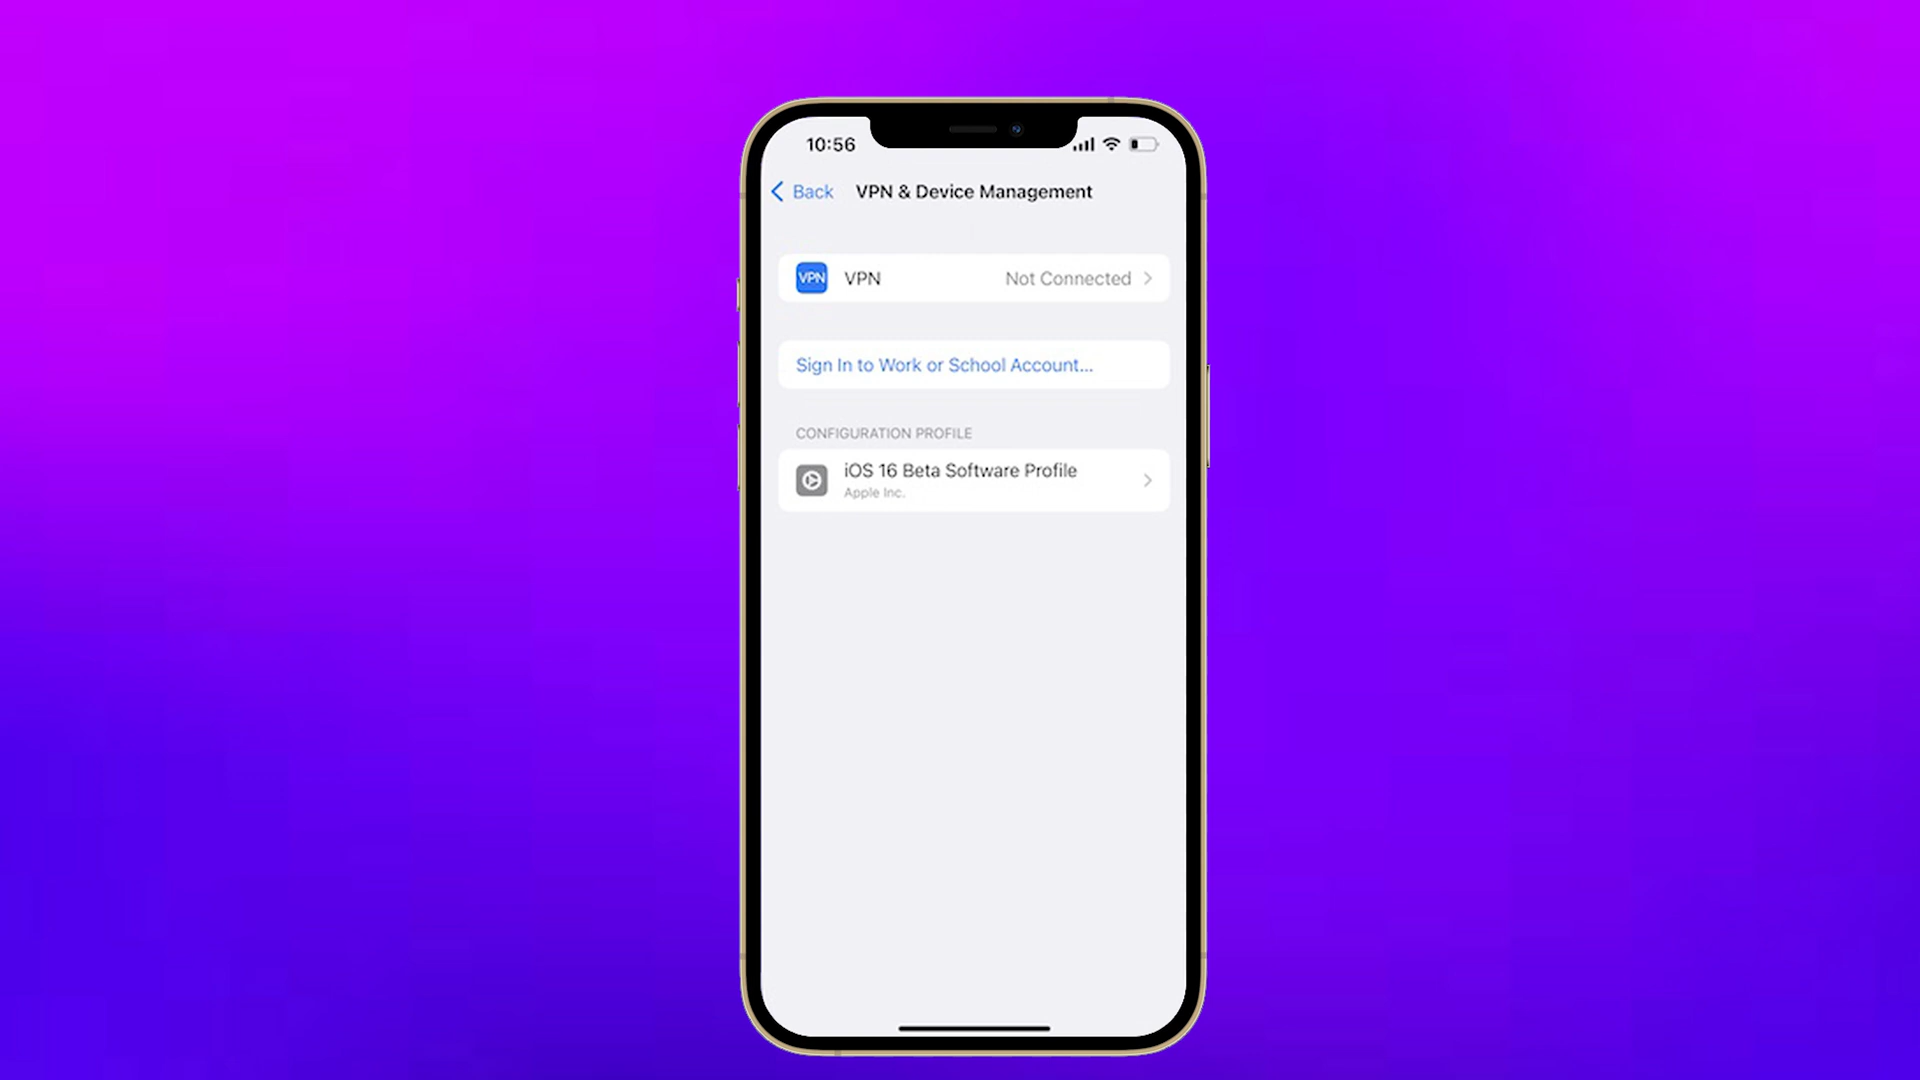 10:56
Back VPN & Device Management
VPN VPN Not Connected
Sign In to Work or School Account...
CONFIGURATION PROFILE
iOS 16 Beta Software Profile
Apple Inc.